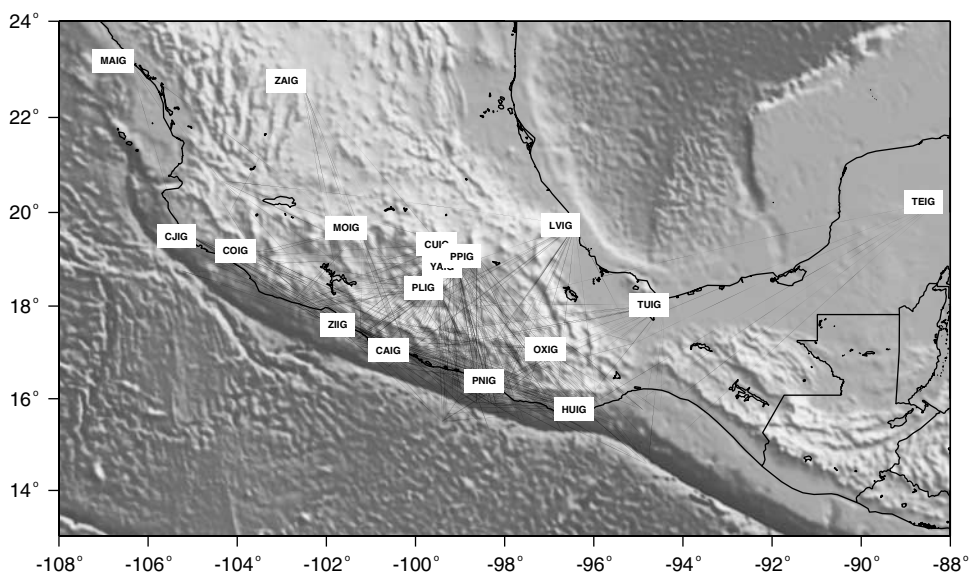 24°
MAIG
ZAIG
22°
TEIG
20°
LVIG
MOIG
CJIG
COIG
PPIG
PLIG
18°
TUIG
ZIIG
CAIG
OXIG
PNIG
16°
HUIG
14°
-108° -106° -104° -102° -100° -98° -96° -94° -92° -90° -88°